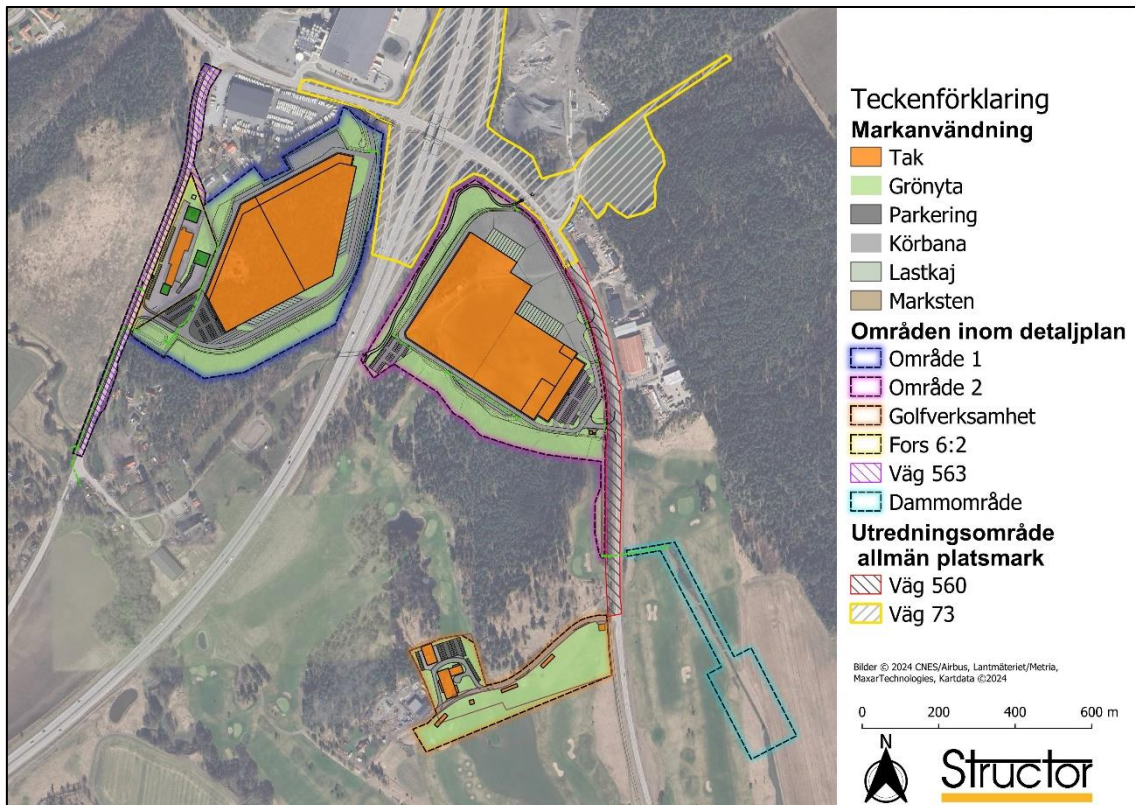 Teckenförklaring
Markanvändning
Tak
Grönyta
Parkering
Körbana
Lastkaj
Marksten
Områden inom detaljplan
Område 1
Område 2
Golfverksamhet
Fors 6:2
Väg 563
Dammområde
Utredningsområde
allmän platsmark
Väg 560
Väg 73
Bilder © 2024 CNES/Airbus, Lantmäteriet/Metria,
MaxarTechnologies, Kartdata ©2024
0 200 400 600 m
N
Structor